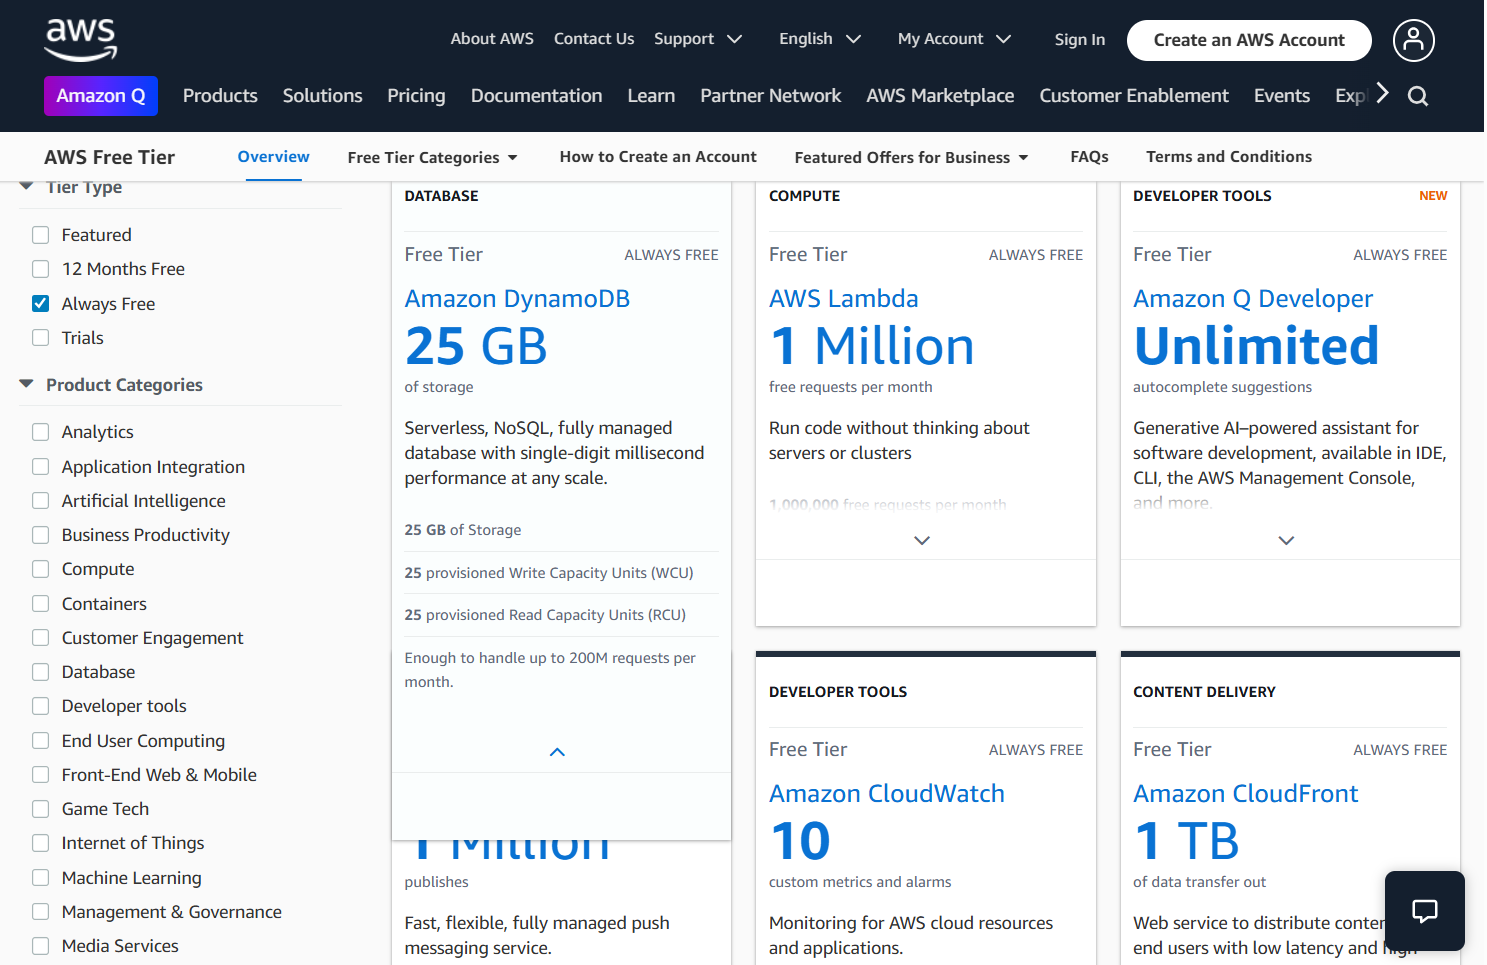 aws
About AWS
Contact Us
Support
English
My Account
Sign In
Create an AWS Account
Amazon Q
Products
Solutions
Pricing
Documentation
Learn
Partner Network
AWS Marketplace
Customer Enablement
Events
AWS Free Tier
Overview
Free Tier Categories
How to Create an Account
Featured Offers for Business
FAQs
Terms and Conditions
Tier Type
Featured
12 Months Free
Always Free
Trials
Product Categories
Analytics
Application Integration
Artificial Intelligence
Business Productivity
Compute
Containers
Customer Engagement
Database
Developer tools
End User Computing
Front-End Web & Mobile
Game Tech
Internet of Things
Machine Learning
Management & Governance
Media Services
DATABASE
Free Tier
ALWAYS FREE
Amazon DynamoDB
25 GB
of storage
Serverless, NoSQL, fully managed
database with single-digit millisecond
performance at any scale.
25 GB of Storage
25 provisioned Write Capacity Units (WCU)
25 provisioned Read Capacity Units (RCU)
Enough to handle up to 200M requests per
month.
COMPUTE
Free Tier
ALWAYS FREE
AWS Lambda
1 Million
free requests per month
Run code without thinking about
servers or clusters
1,000,000 free requests per month
DEVELOPER TOOLS
NEW
Free Tier
ALWAYS FREE
Amazon Q Developer
Unlimited
autocomplete suggestions
Generative AI–powered assistant for
software development, available in IDE,
CLI, the AWS Management Console,
and more.
1 Million
publishes
Fast, flexible, fully managed push
messaging service.
DEVELOPER TOOLS
Free Tier
ALWAYS FREE
Amazon CloudWatch
10
custom metrics and alarms
Monitoring for AWS cloud resources
and applications.
CONTENT DELIVERY
Free Tier
ALWAYS FREE
Amazon CloudFront
1 TB
of data transfer out
Web service to distribute
end users with low latency and high